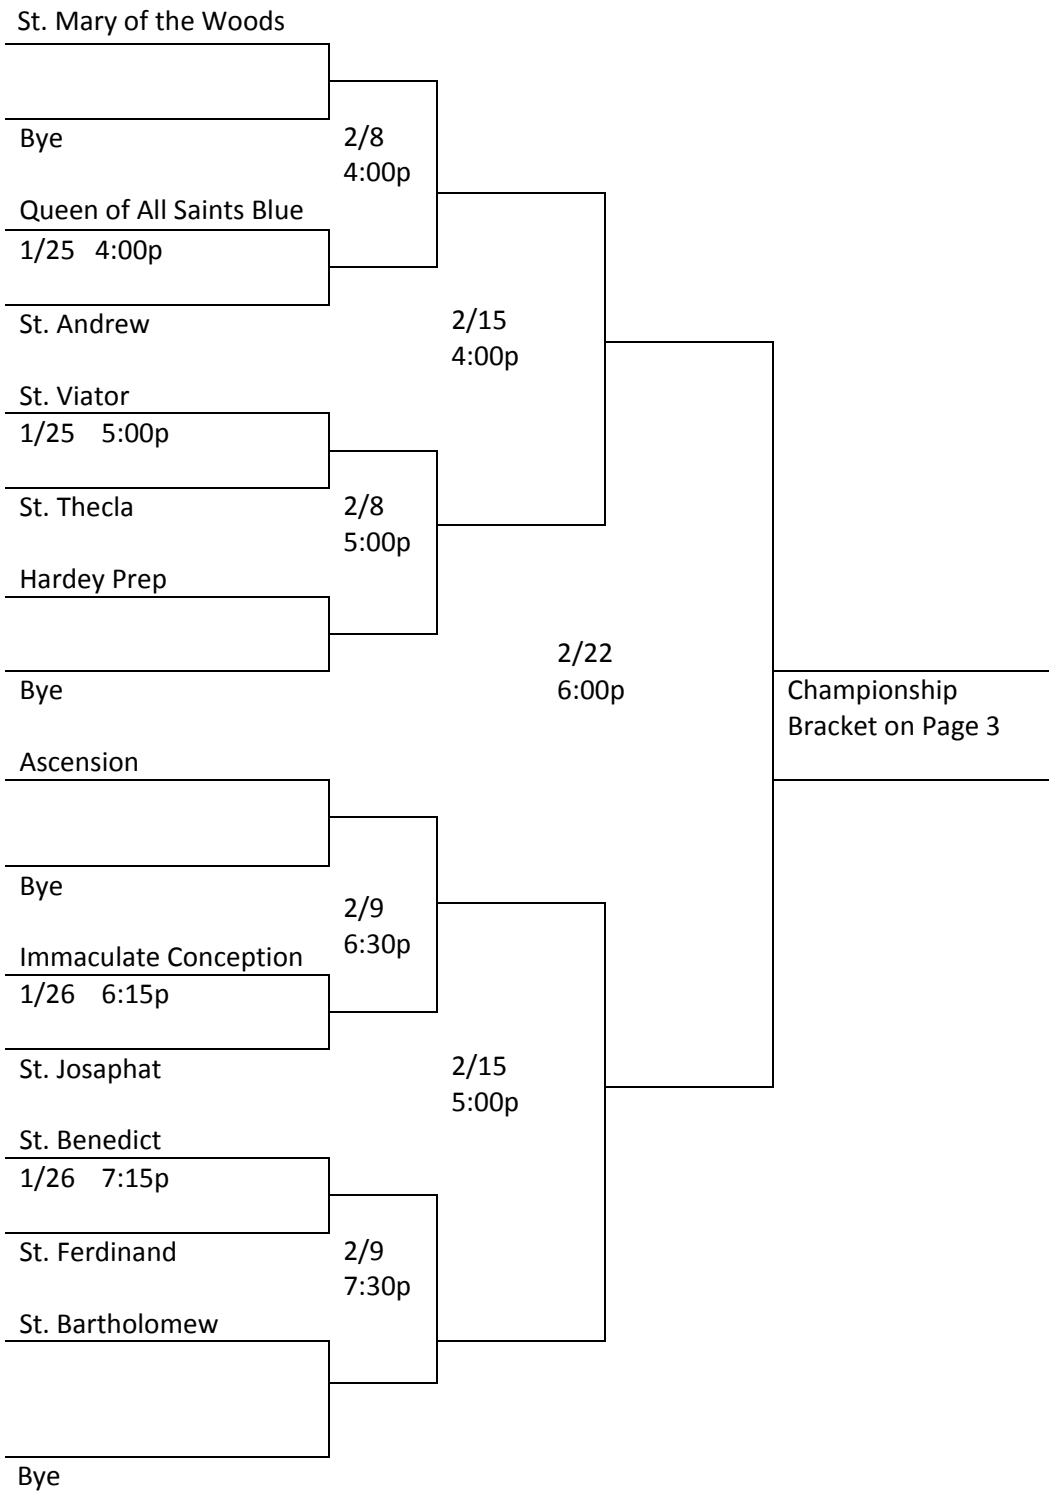 St. Mary of the Woods
Bye
2/8
4:00p
Queen of All Saints Blue
1/25 4:00p
St. Andrew
2/15
4:00p
St. Viator
1/25 5:00p
St. Thecla
2/8
5:00p
Hardey Prep
Bye
2/22
6:00p
Championship
Bracket on Page 3
Ascension
Bye
2/9
6:30p
Immaculate Conception
1/26 6:15p
St. Josaphat
2/15
5:00p
St. Benedict
1/26 7:15p
St. Ferdinand
2/9
7:30p
St. Bartholomew
Bye